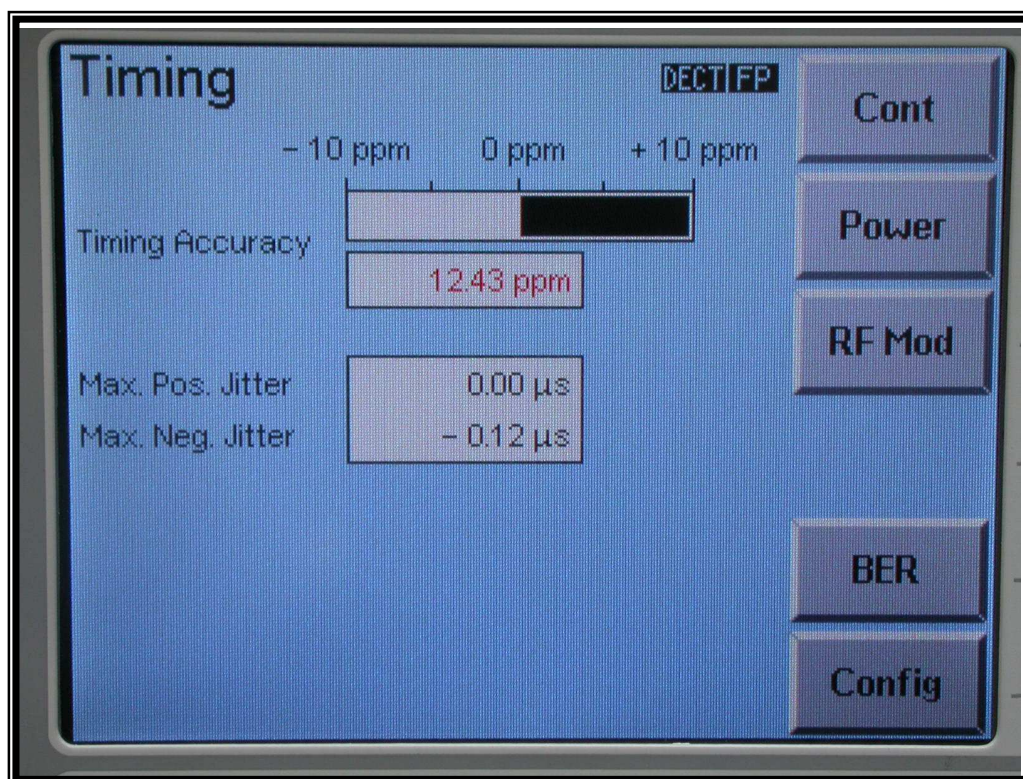 Timing
DECT FP
– 10 ppm 0 ppm + 10 ppm
Timing Accuracy
12.43 ppm
Max. Pos. Jitter 0.00 µs
Max. Neg. Jitter – 0.12 µs
Cont
Power
RF Mod
BER
Config